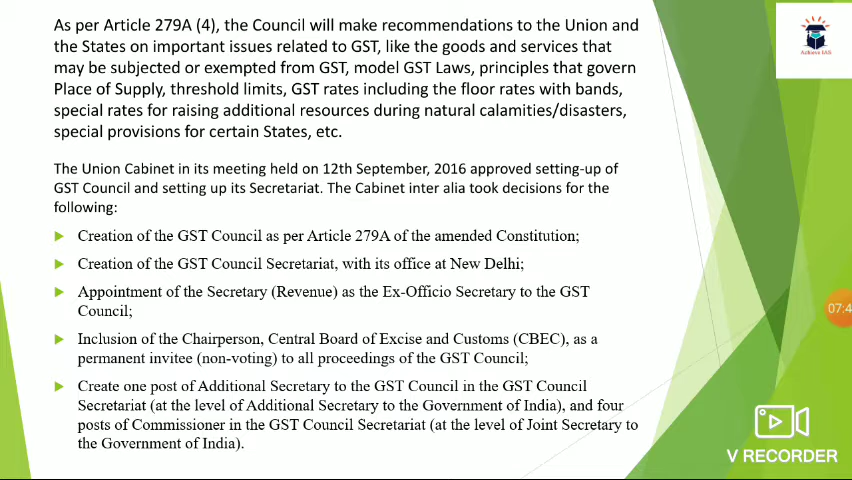 As per Article 279A (4), the Council will make recommendations to the Union and
the States on important issues related to GST, like the goods and services that
may be subjected or exempted from GST, model GST Laws, principles that govern
Place of Supply, threshold limits, GST rates including the floor rates with bands,
special rates for raising additional resources during natural calamities/disasters,
special provisions for certain States, etc.
The Union Cabinet in its meeting held on 12th September, 2016 approved setting-up of
GST Council and setting up its Secretariat. The Cabinet inter alia took decisions for the
following:
Creation of the GST Council as per Article 279A of the amended Constitution;
Creation of the GST Council Secretariat, with its office at New Delhi;
Appointment of the Secretary (Revenue) as the Ex-Officio Secretary to the GST
Council;
Inclusion of the Chairperson, Central Board of Excise and Customs (CBEC), as a
permanent invitee (non-voting) to all proceedings of the GST Council;
Create one post of Additional Secretary to the GST Council in the GST Council
Secretariat (at the level of Additional Secretary to the Government of India), and four
posts of Commissioner in the GST Council Secretariat (at the level of Joint Secretary to
the Government of India).
Achieve IAS
07:4
V RECORDER